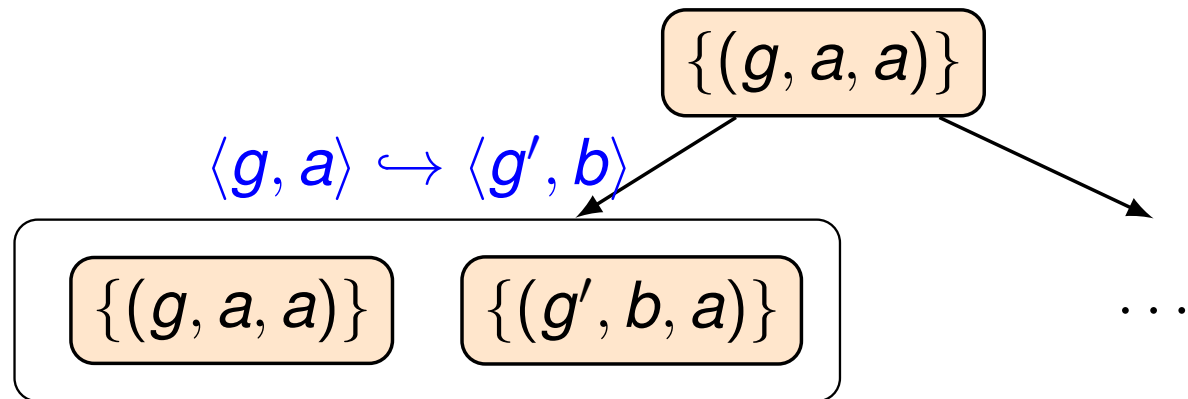 {(g, a, a)}
⟨g, a⟩ ↪ ⟨g′, b⟩
{(g, a, a)} {(g′, b, a)} ...